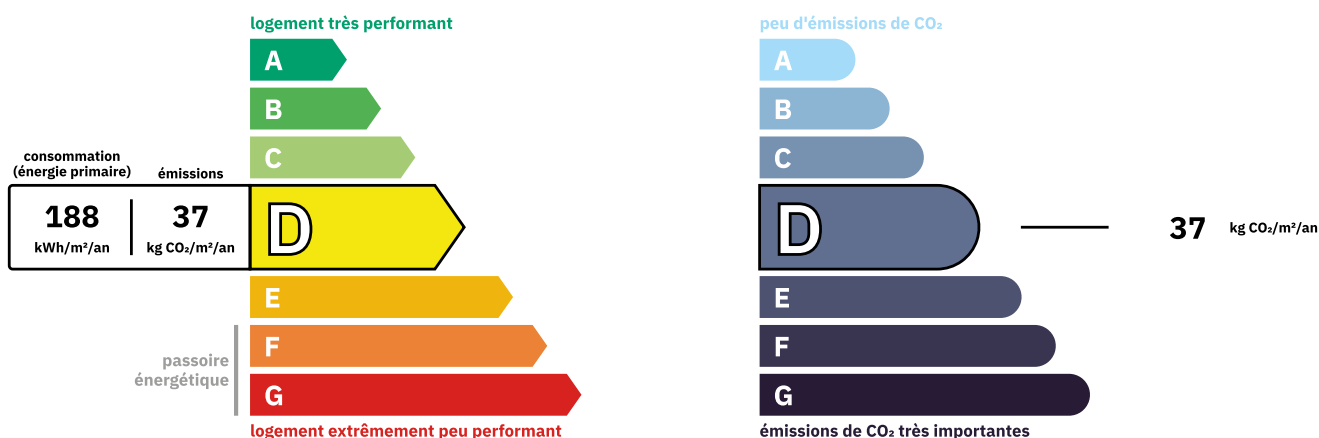 logement très performant
A
B
C
consommation
(énergie primaire)
émissions
188
kWh/m²/an
37
kg CO₂/m²/an
D
E
F
G
passoire
énergétique
logement extrêmement peu performant
peu d'émissions de CO₂
A
B
C
D
37 kg CO₂/m²/an
E
F
G
émissions de CO₂ très importantes